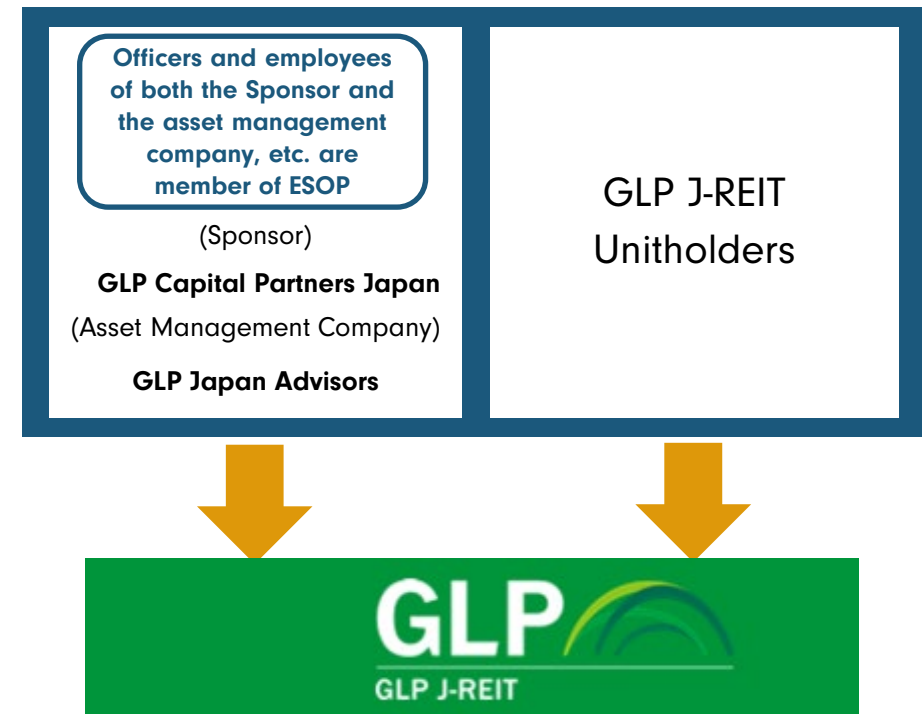 Officers and employees
of both the Sponsor and
the asset management
company, etc. are
member of ESOP
(Sponsor)
GLP Capital Partners Japan
(Asset Management Company)
GLP Japan Advisors
GLP J-REIT
Unitholders
GLP
GLP J-REIT